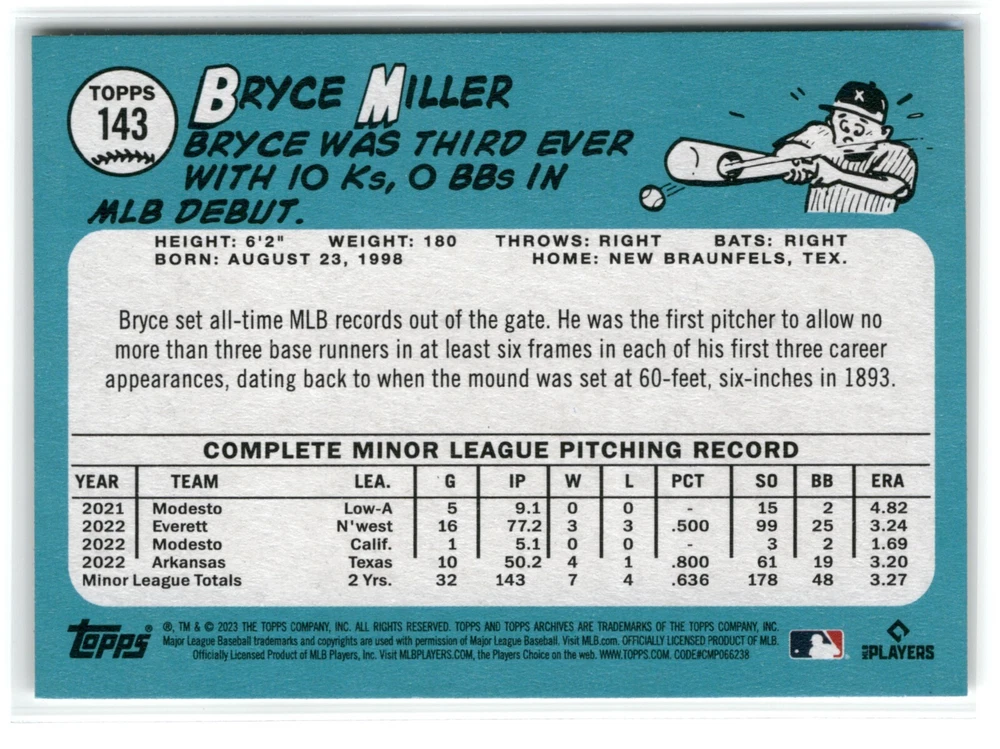 TOPPS
143
BRYCE MILLER
BRYCE WAS THIRD EVER
WITH 10 Ks, 0 BBs IN
MLB DEBUT.
X
HEIGHT: 6'2" WEIGHT: 180 THROWS: RIGHT BATS: RIGHT
BORN: AUGUST 23, 1998 HOME: NEW BRAUNFELS, TEX.
Bryce set all-time MLB records out of the gate. He was the first pitcher to allow no
more than three base runners in at least six frames in each of his first three career
appearances, dating back to when the mound was set at 60-feet, six-inches in 1893.
COMPLETE MINOR LEAGUE PITCHING RECORD
YEAR TEAM LEA. G IP W L PCT SO BB ERA
2021 Modesto Low-A 5 9.1 0 0 - 15 2 4.82
2022 Everett N'west 16 77.2 3 3 .500 99 25 3.24
2022 Modesto Calif. 1 5.1 0 0 - 3 2 1.69
2022 Arkansas Texas 10 50.2 4 1 .800 61 19 3.20
Minor League Totals 2 Yrs. 32 143 7 4 .636 178 48 3.27
topps®
®, TM & © 2023 THE TOPPS COMPANY, INC. ALL RIGHTS RESERVED. TOPPS AND TOPPS ARCHIVES ARE TRADEMARKS OF THE TOPPS COMPANY, INC.
Major League Baseball trademarks and copyrights are used with permission of Major League Baseball. Visit MLB.com. OFFICIALLY LICENSED PRODUCT OF MLB.
Officially Licensed Product of MLB Players, Inc. Visit MLBPLAYERS.COM, the Players Choice on the web. WWW.TOPPS.COM. CODE#CMP066238
MLB PLAYERS